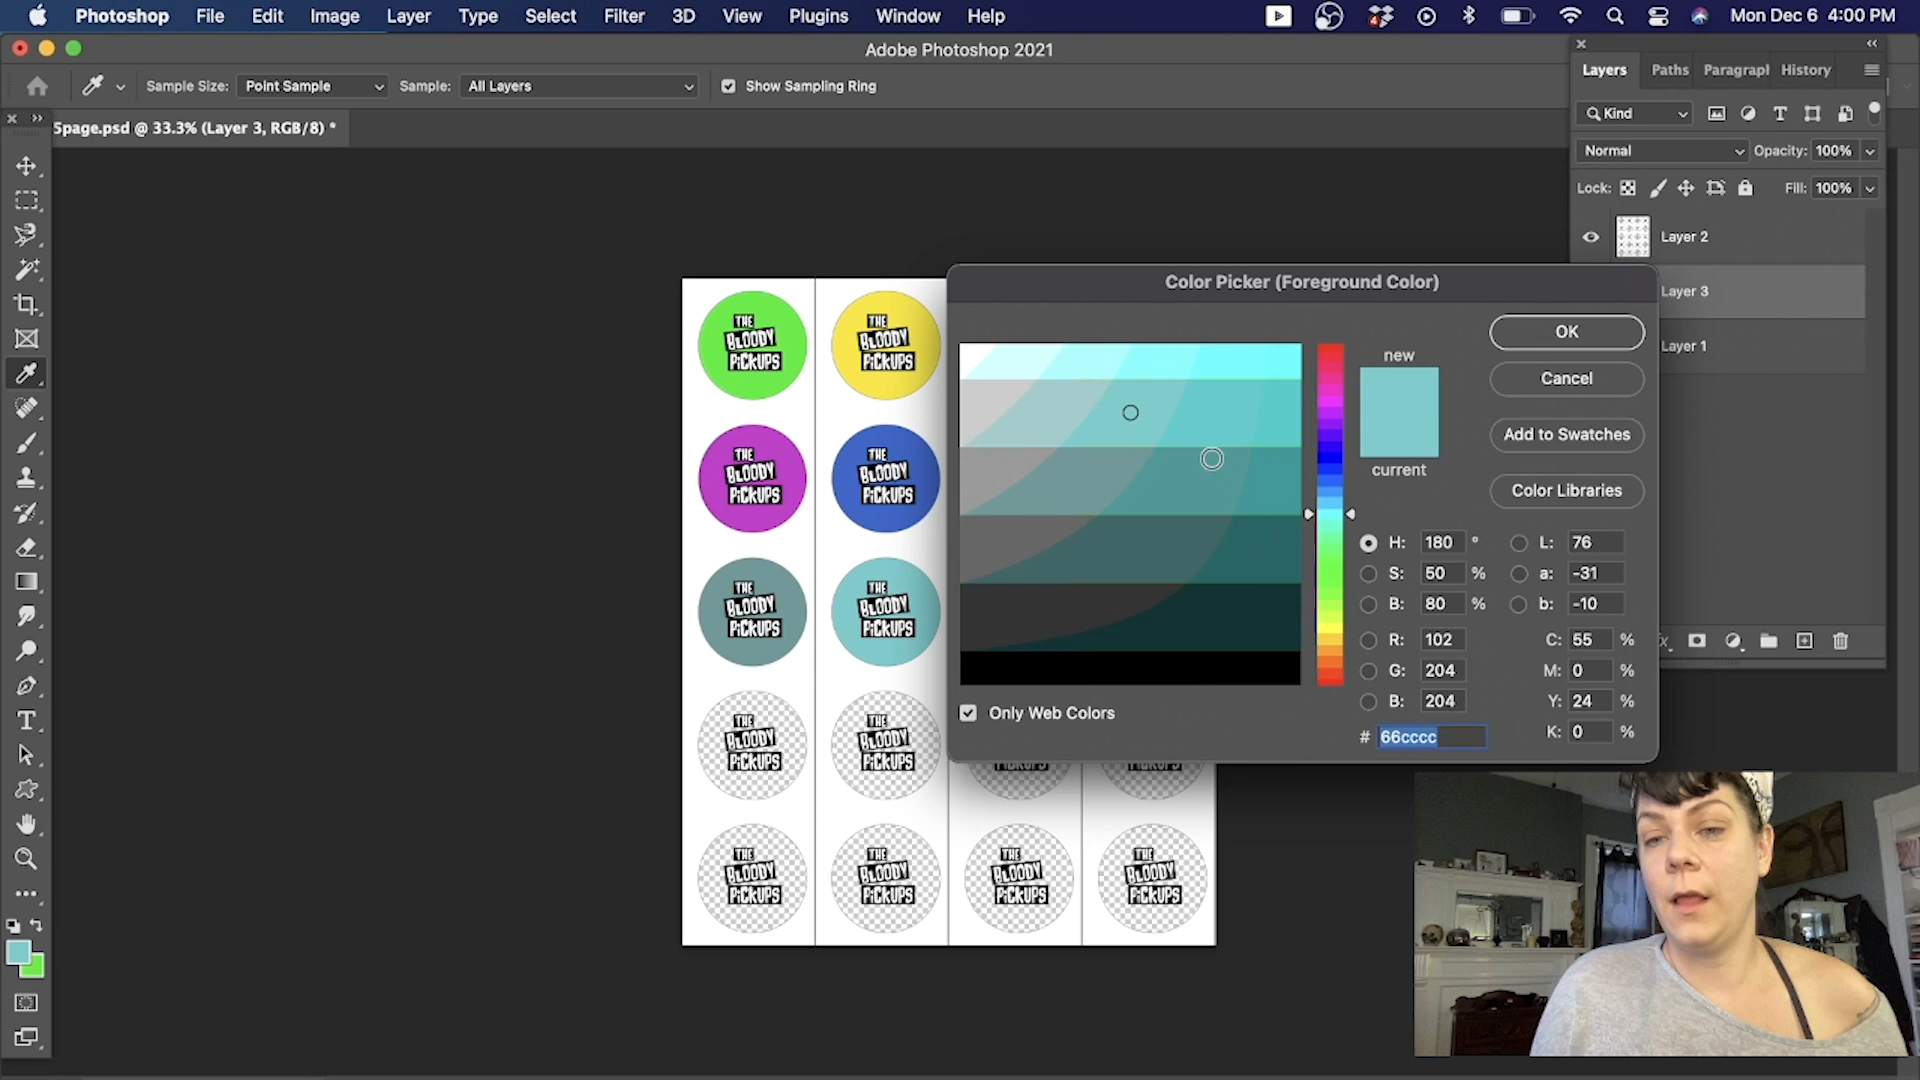 Photoshop File Edit Image Layer Type Select Filter 3D View Plugins Window Help Mon Dec 6 4:00 PM
Adobe Photoshop 2021
Sample Size: Point Sample Sample: All Layers Show Sampling Ring
5page.psd @ 33.3% (Layer 3, RGB/8) *
Layers Paths Paragraph History
Kind
Normal Opacity: 100%
Lock: Fill: 100%
Layer 2
Layer 3
Layer 1
Color Picker (Foreground Color)
new
current
OK
Cancel
Add to Swatches
Color Libraries
H: 180 ° L: 76
S: 50 % a: -31
B: 80 % b: -10
R: 102 C: 55 %
G: 204 M: 0 %
B: 204 Y: 24 %
# 66cccc K: 0 %
Only Web Colors
THE
BLOODY
PiCKUPS
THE
BLOODY
PiCKUPS
THE
BLOODY
PiCKUPS
THE
BLOODY
PiCKUPS
THE
BLOODY
PiCKUPS
THE
BLOODY
PiCKUPS
THE
BLOODY
PiCKUPS
THE
BLOODY
PiCKUPS
THE
BLOODY
PiCKUPS
THE
BLOODY
PiCKUPS
THE
BLOODY
PiCKUPS
THE
BLOODY
PiCKUPS